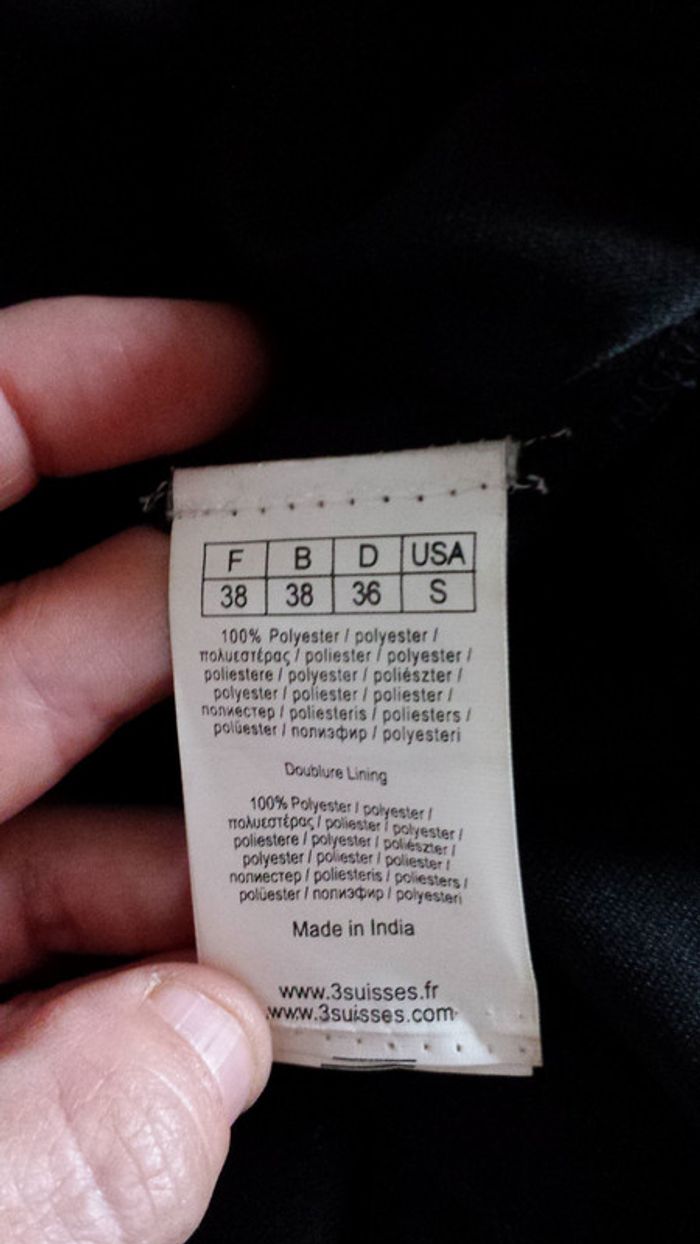 F B D USA
38 38 36 S
100% Polyester / polyester /
πολυεστέρας / poliester / polyester /
poliestere / polyester / poliészter /
polyester / poliester / poliester /
полиестер / poliesteris / poliesters /
polüester / полиэфир / polyesteri
Doublure Lining
100% Polyester / polyester /
πολυεστέρας / poliester / polyester /
poliestere / polyester / poliészter /
polyester / poliester / poliester /
полиестер / poliesteris / poliesters /
polüester / полиэфир / polyesteri
Made in India
www.3suisses.fr
www.3suisses.com